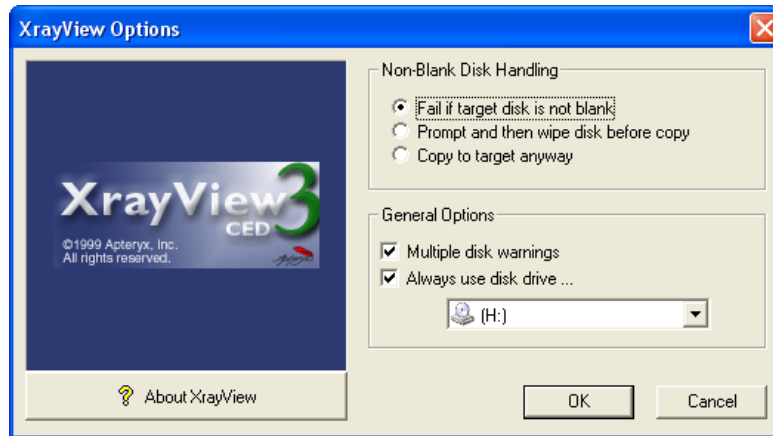 XrayView Options
XrayView 3
CED
©1999 Apteryx, Inc.
All rights reserved.
Apteryx
About XrayView
Non-Blank Disk Handling
Fail if target disk is not blank
Prompt and then wipe disk before copy
Copy to target anyway
General Options
Multiple disk warnings
Always use disk drive ...
(H:)
OK
Cancel